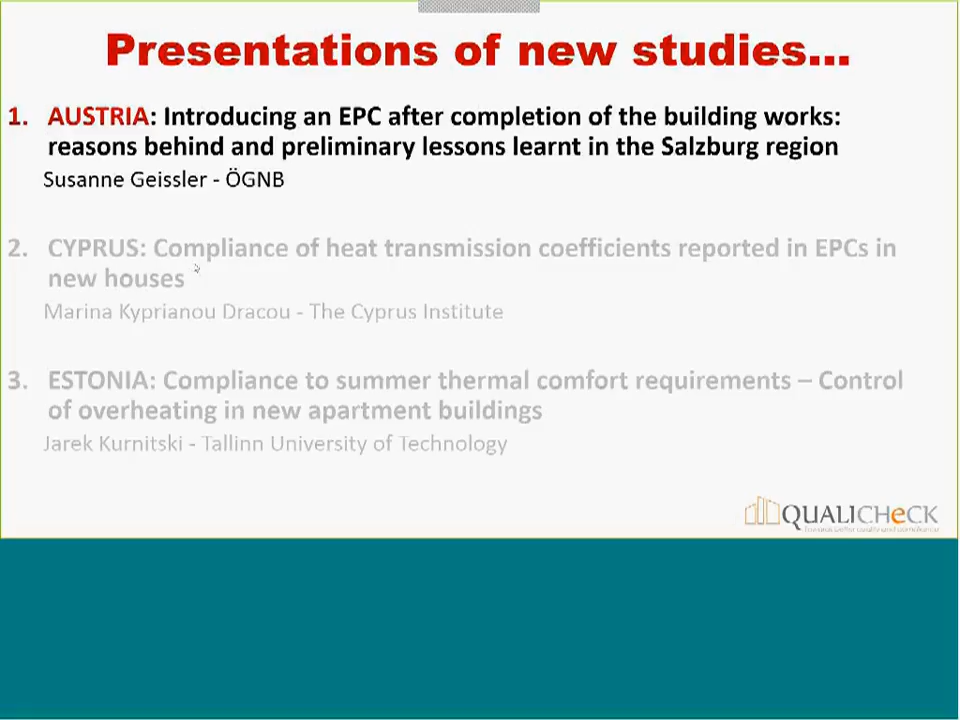 Presentations of new studies...
1. AUSTRIA: Introducing an EPC after completion of the building works:
reasons behind and preliminary lessons learnt in the Salzburg region
Susanne Geissler - ÖGNB
2. CYPRUS: Compliance of heat transmission coefficients reported in EPCs in
new houses
Marina Kyprianou Dracou - The Cyprus Institute
3. ESTONIA: Compliance to summer thermal comfort requirements – Control
of overheating in new apartment buildings
Jarek Kurnitski - Tallinn University of Technology
QUALICHeCK